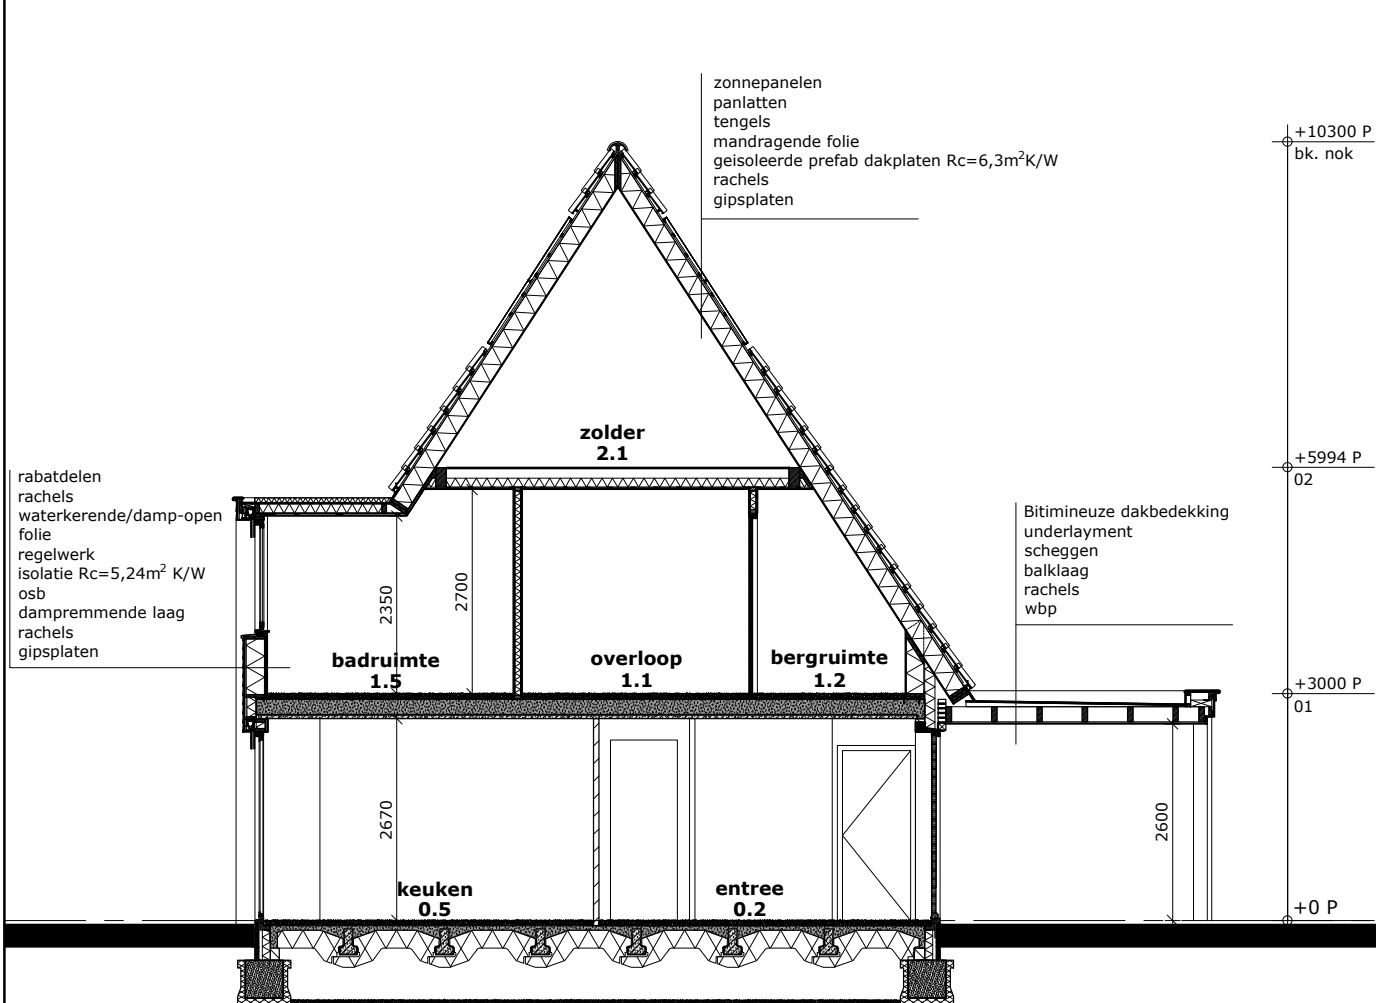 zonnepanelen
panlatten
tengels
mandragende folie
geisoleerde prefab dakplaten Rc=6,3m²K/W
rachels
gipsplaten
+10300 P
bk. nok
zolder
2.1
+5994 P
02
rabatdelen
rachels
waterkerende/damp-open
folie
regelwerk
isolatie Rc=5,24m² K/W
osb
dampremmende laag
rachels
gipsplaten
Bitimineuze dakbedekking
underlayment
scheggen
balklaag
rachels
wbp
2350
2700
badruimte
1.5
overloop
1.1
bergruimte
1.2
+3000 P
01
2670
2600
keuken
0.5
entree
0.2
+0 P